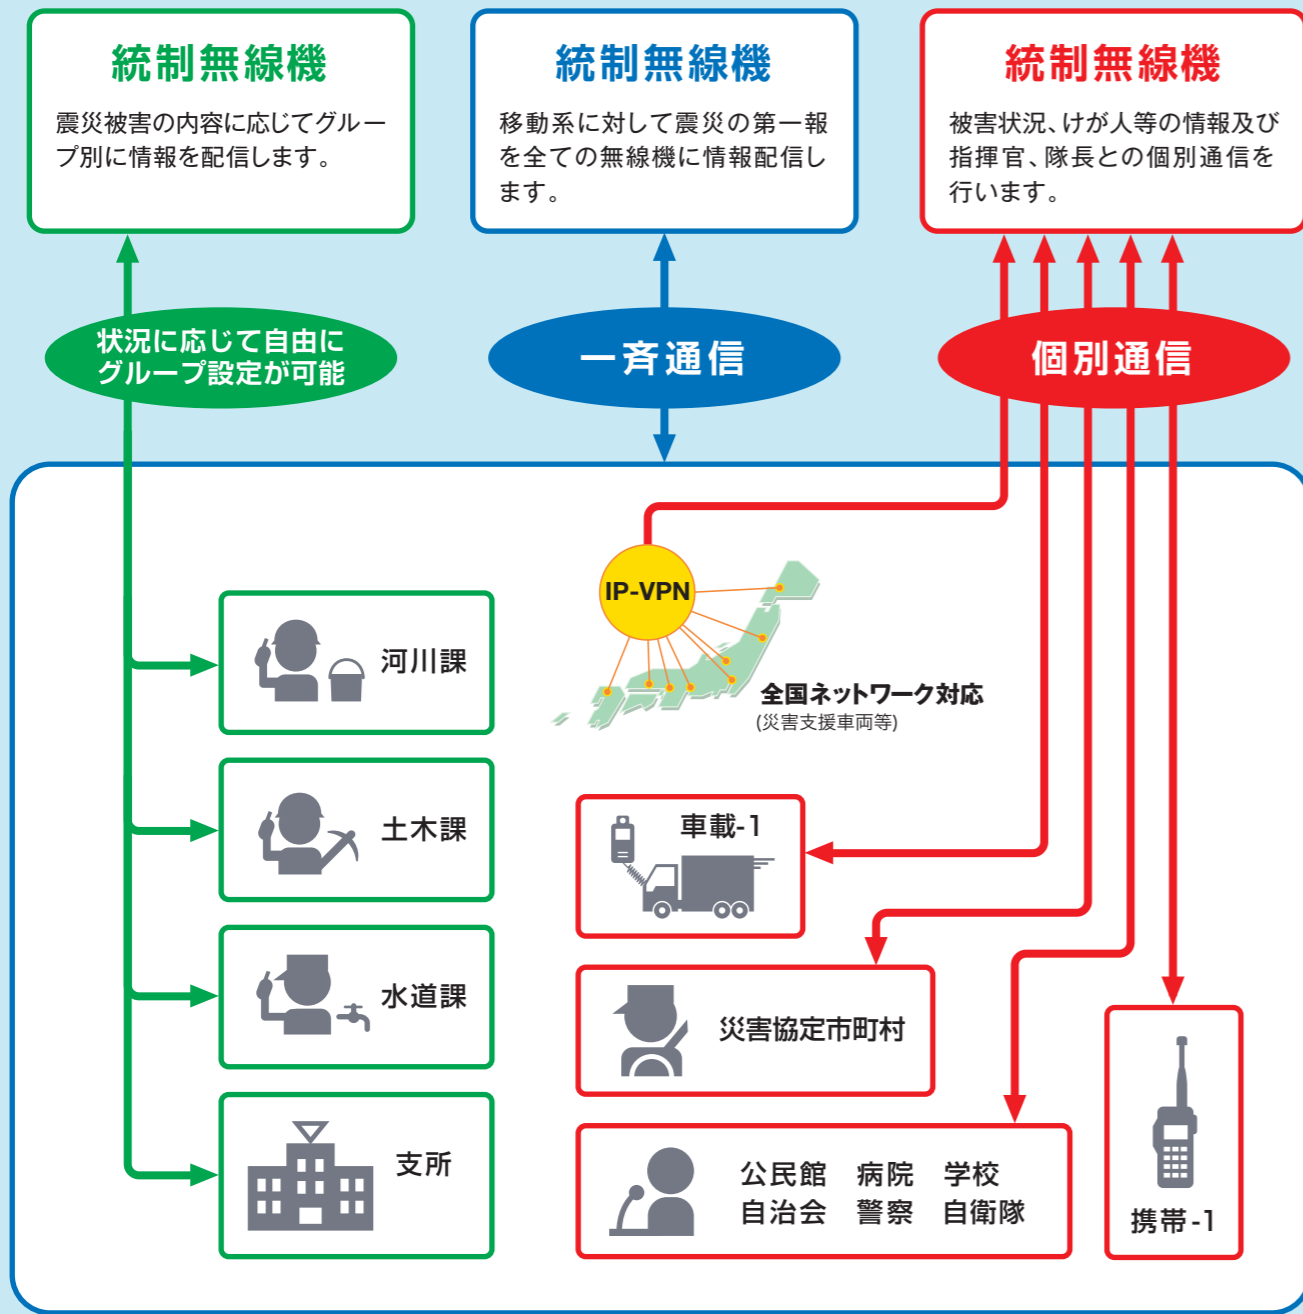 統制無線機
震災被害の内容に応じてグルー
プ別に情報を配信します。
統制無線機
移動系に対して震災の第一報
を全ての無線機に情報配信し
ます。
統制無線機
被害状況、けが人等の情報及び
指揮官、隊長との個別通信を
行います。
状況に応じて自由に
グループ設定が可能
一斉通信
個別通信
河川課
土木課
水道課
支所
IP-VPN
全国ネットワーク対応
(災害支援車両等)
車載-1
災害協定市町村
公民館 病院 学校
自治会 警察 自衛隊
携帯-1